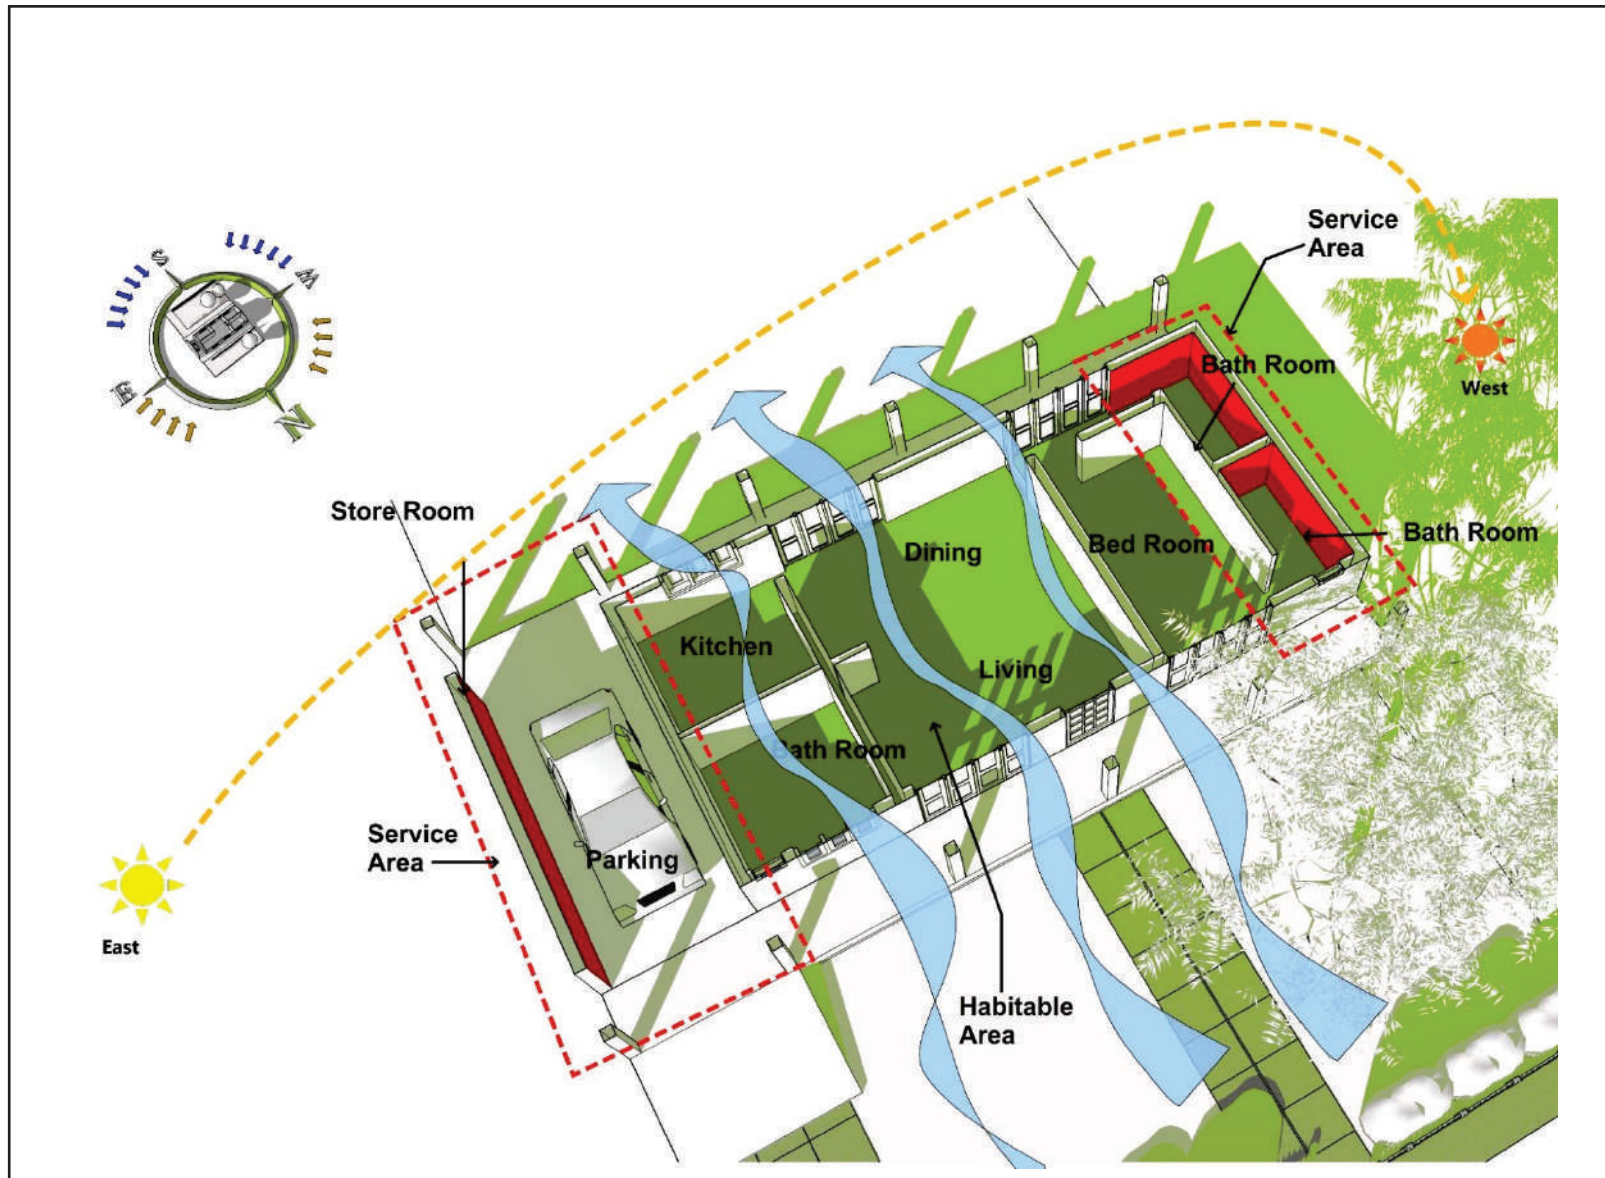 Service
Area
S
W
E
N
Bath Room
West
Store Room
Bath Room
Dining
Bed Room
Kitchen
Living
Bath Room
Service
Area
Parking
East
Habitable
Area